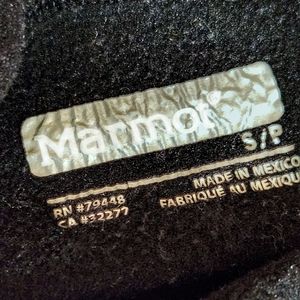 Marmot®
S/P
MADE IN MEXICO
FABRIQUÉ AU MEXIQUE
RN #79448
CA #32277